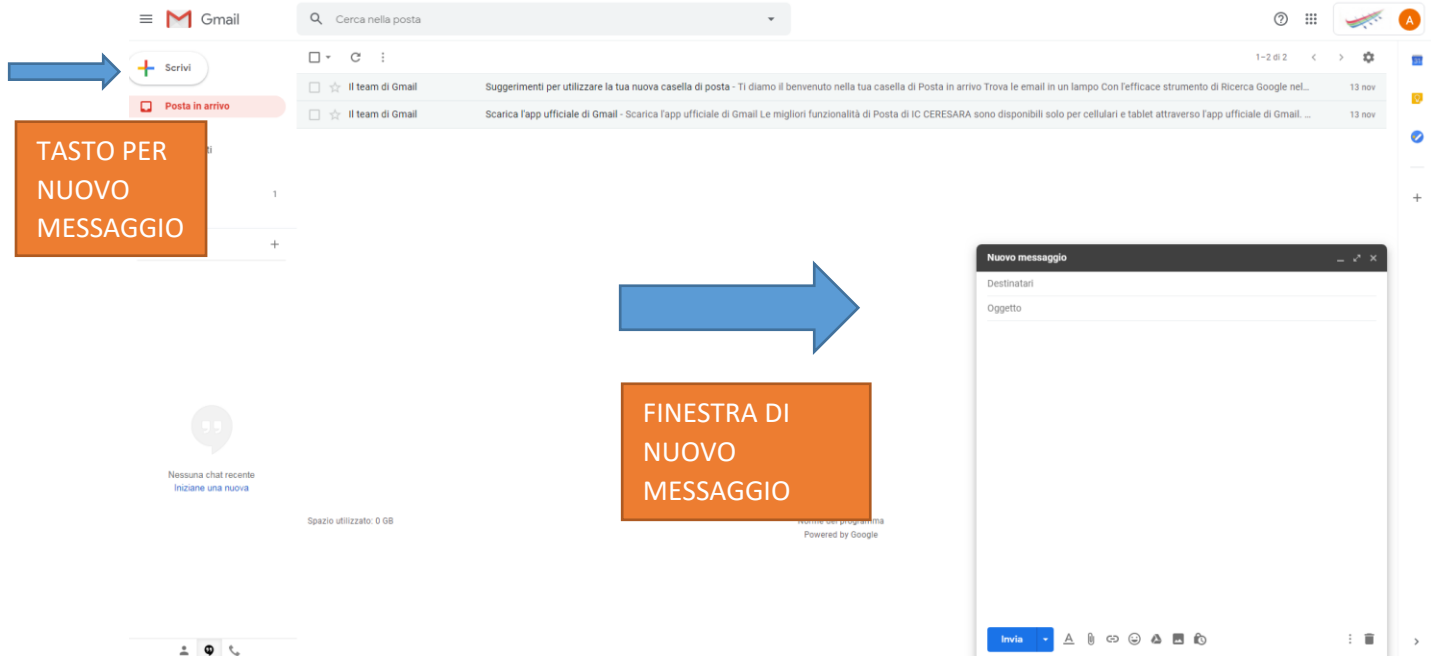 Gmail
Cerca nella posta
A
Scrivi
1–2 di 2
Posta in arrivo
Il team di Gmail Suggerimenti per utilizzare la tua nuova casella di posta - Ti diamo il benvenuto nella tua casella di Posta in arrivo Trova le email in un lampo Con l'efficace strumento di Ricerca Google nel... 13 nov
Il team di Gmail Scarica l'app ufficiale di Gmail - Scarica l'app ufficiale di Gmail Le migliori funzionalità di Posta di IC CERESARA sono disponibili solo per cellulari e tablet attraverso l'app ufficiale di Gmail. ... 13 nov
TASTO PER
NUOVO
MESSAGGIO
1
Nuovo messaggio
Destinatari
Oggetto
FINESTRA DI
NUOVO
MESSAGGIO
Nessuna chat recente
Iniziane una nuova
Spazio utilizzato: 0 GB
Norme del programma
Powered by Google
Invia